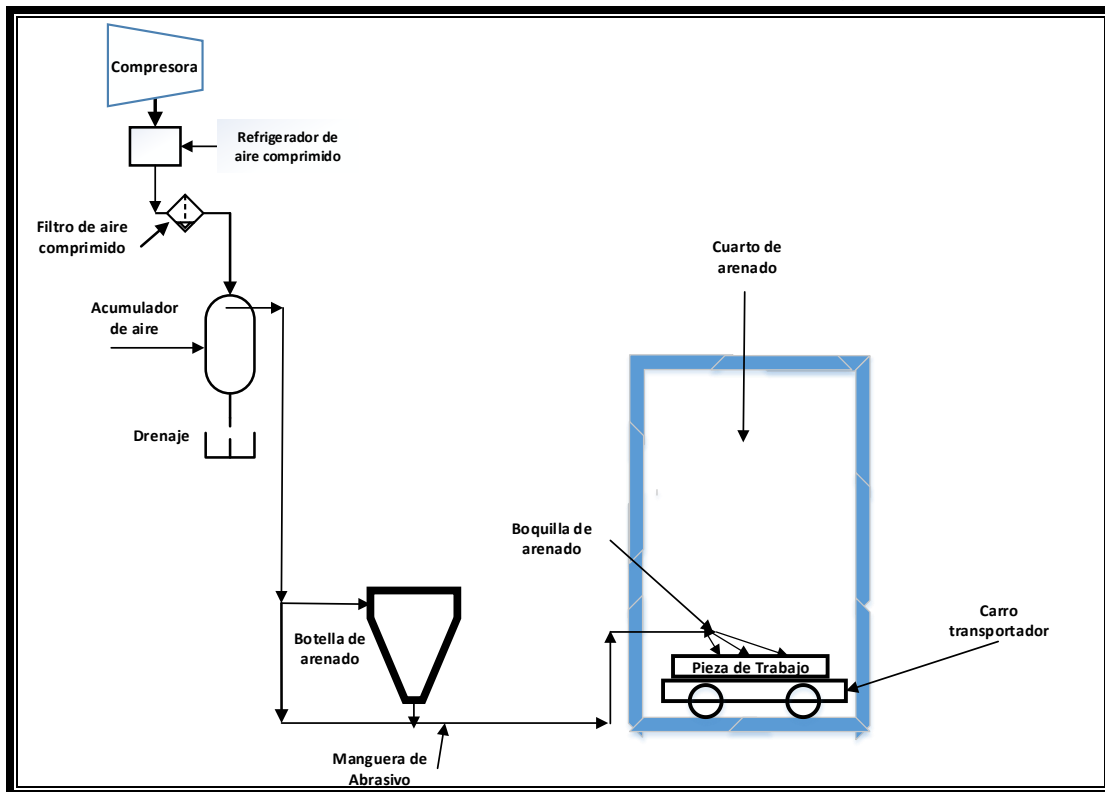 Compresora
Refrigerador de
aire comprimido
Filtro de aire
comprimido
Cuarto de
arenado
Acumulador
de aire
Drenaje
Boquilla de
arenado
Carro
transportador
Botella de
arenado
Pieza de Trabajo
Manguera de
Abrasivo